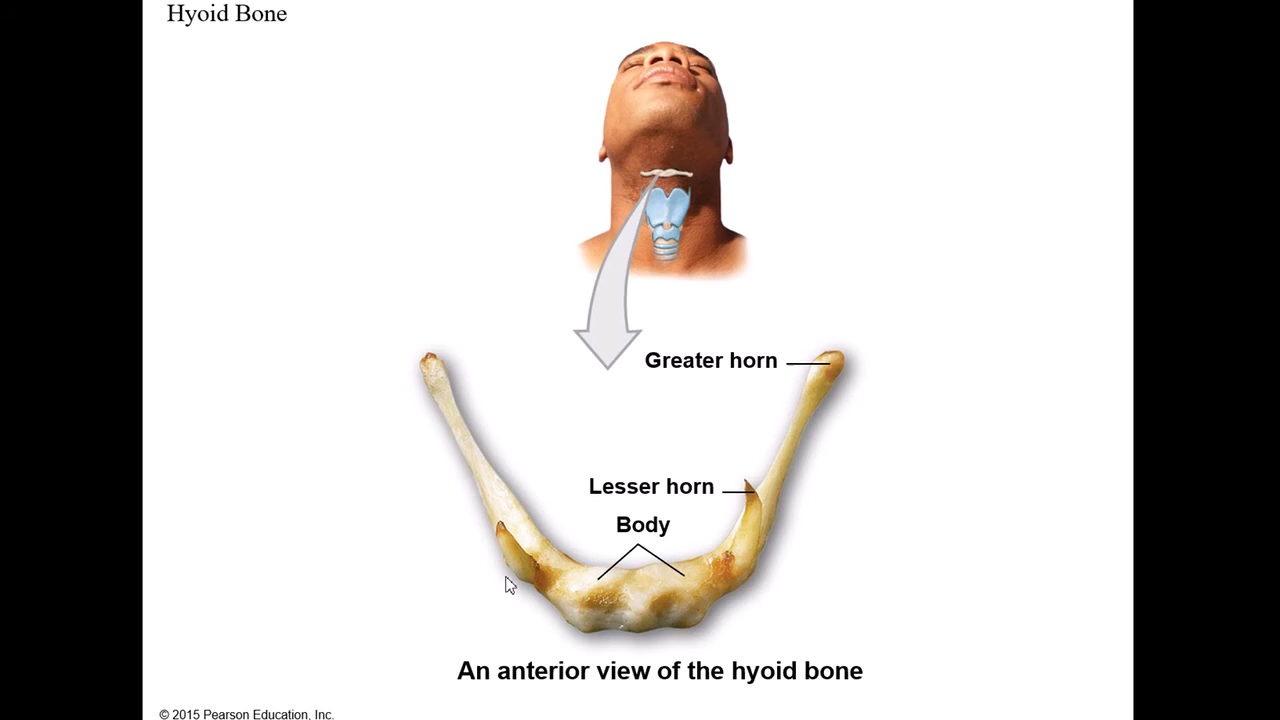 Hyoid Bone
Greater horn
Lesser horn
Body
An anterior view of the hyoid bone
© 2015 Pearson Education, Inc.